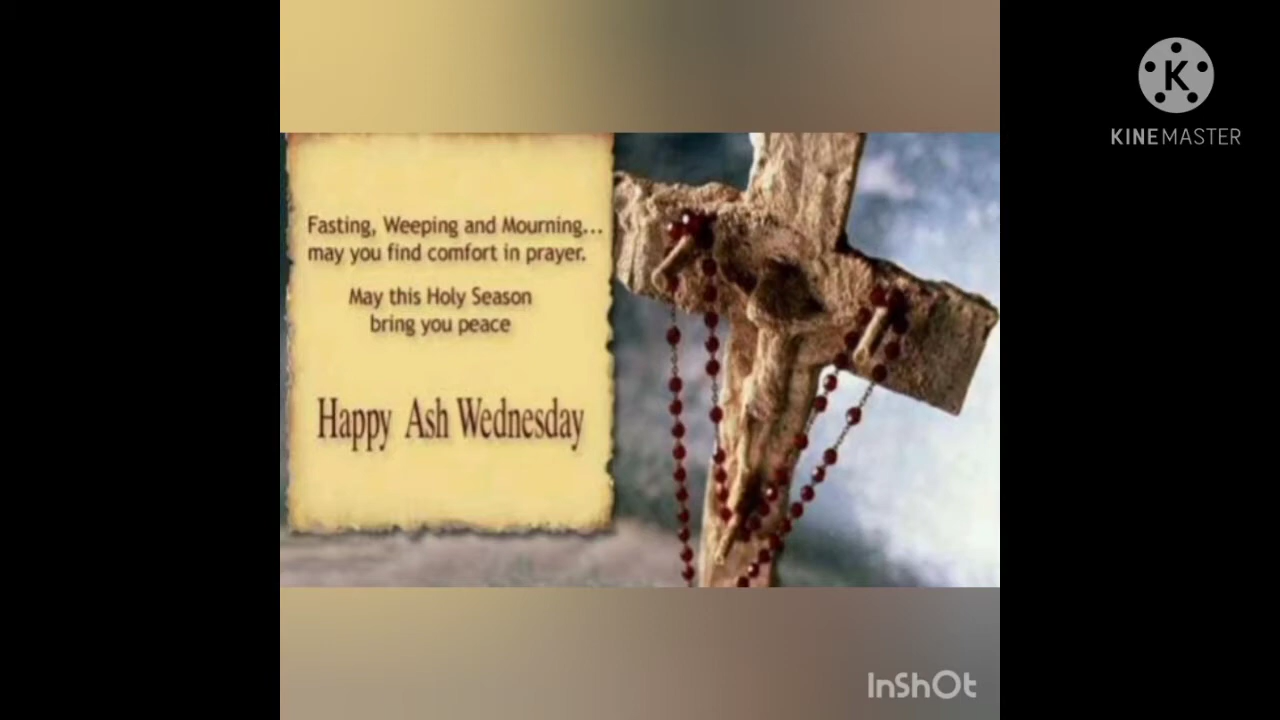 Fasting, Weeping and Mourning...
may you find comfort in prayer.
May this Holy Season
bring you peace
Happy Ash Wednesday
K
KINEMASTER
InShOt